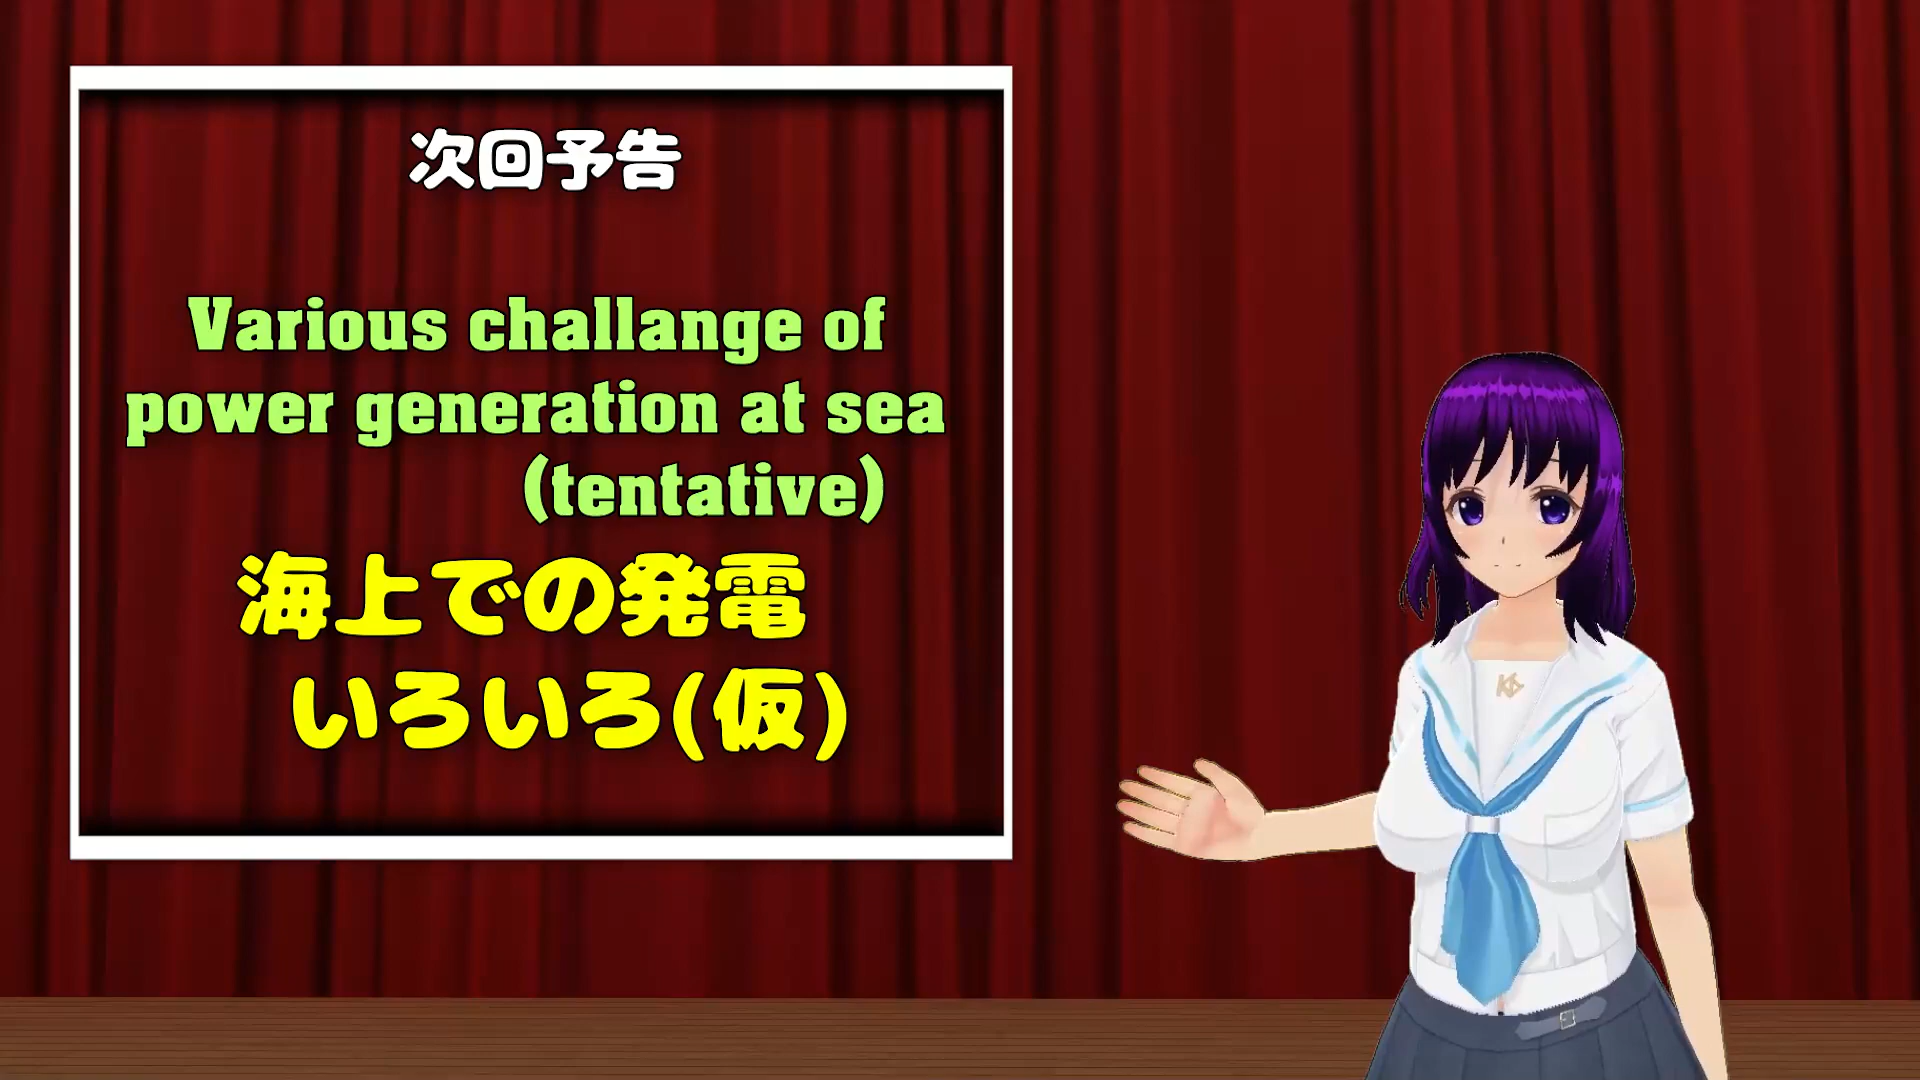 次回予告
Various challange of
power generation at sea
(tentative)
海上での発電
いろいろ(仮)